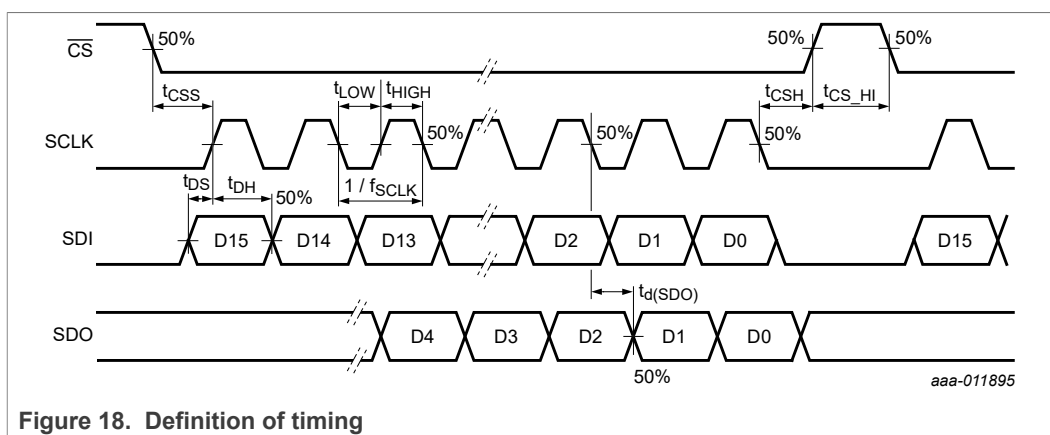 CS
50%
50%
50%
tCSS
tLOW
tHIGH
tCSH
tCS_HI
SCLK
50%
50%
50%
tDS
tDH
50%
1 / fSCLK
SDI
D15
D14
D13
D2
D1
D0
D15
td(SDO)
SDO
D4
D3
D2
D1
D0
50%
aaa-011895
Figure 18. Definition of timing